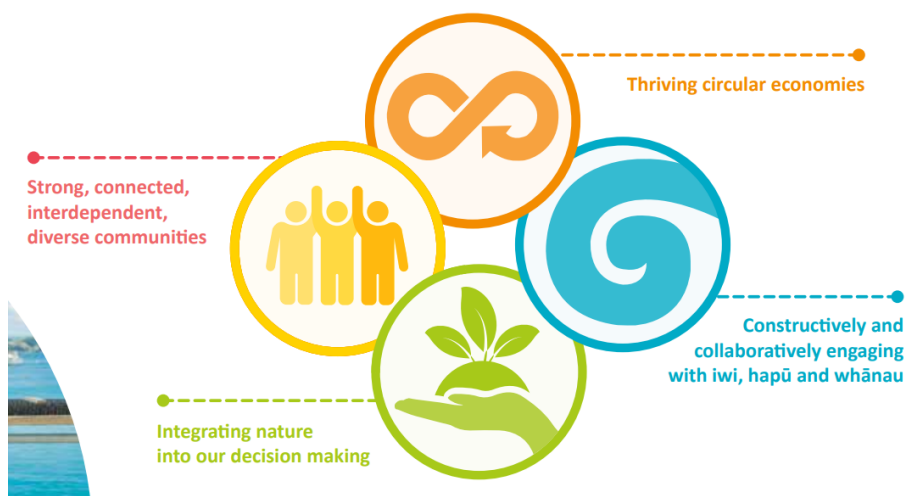 Thriving circular economies
Strong, connected,
interdependent,
diverse communities
Constructively and
collaboratively engaging
with iwi, hapū and whānau
Integrating nature
into our decision making